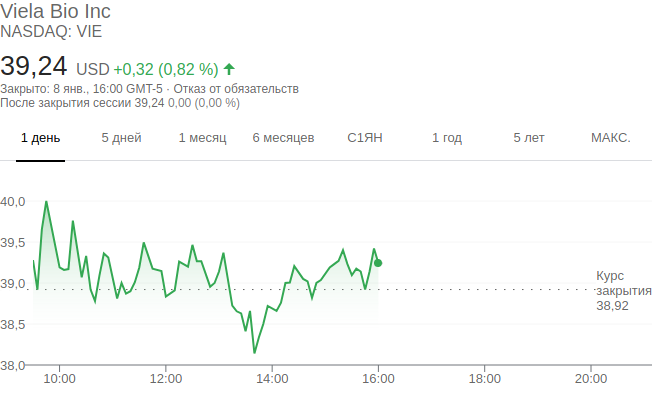 Viela Bio Inc
NASDAQ: VIE
39,24 USD +0,32 (0,82 %)
Закрыто: 8 янв., 16:00 GMT-5 · Отказ от обязательств
После закрытия сессии 39,24 0,00 (0,00 %)
1 день 5 дней 1 месяц 6 месяцев С1ЯН 1 год 5 лет МАКС.
40,0
39,5
39,0
38,5
38,0
Курс
закрытия
38,92
10:00 12:00 14:00 16:00 18:00 20:00